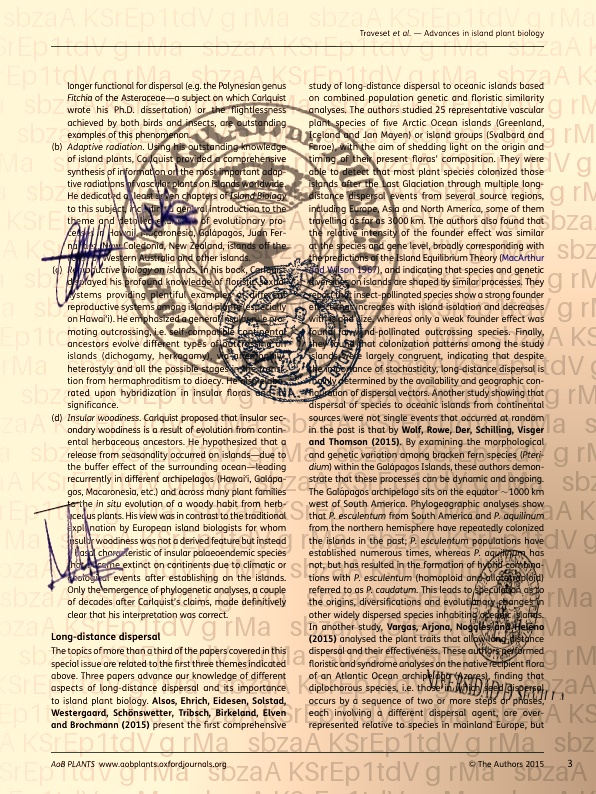 Traveset et al. — Advances in island plant biology
longer functional for dispersal (e.g. the Polynesian genus
Fitchia of the Asteraceae—a subject on which Carlquist
wrote his Ph.D. dissertation) or the flightlessness
achieved by both birds and insects, are outstanding
examples of this phenomenon.
(b) Adaptive radiation. Using his outstanding knowledge
of island plants, Carlquist provided a comprehensive
synthesis of information of the most important adap-
tive radiations of vascular plants on islands worldwide.
He dedicated at least seven chapters of Island Biology
to this subject, including a general introduction to the
theme and detailed of evolutionary pro-
cesses Hawaii, Macaronesia, Galápagos, Juan Fer-
nández, New Caledonia, New Zealand, islands off the
Western Australia and other islands.
(c) Reproductive biology on islands. In his book, Carlquist
displayed his profound knowledge of floristic sexual
systems providing plentiful examples of different
reproductive systems among island plants (especially
on Hawai'i). He emphasized a general pro-
moting outcrossing, i.e. self-compatible continental
ancestors evolve different types of outcrossing on
islands (dichogamy, herkogamy),
heterostyly and all the possible stages in the transi-
tion from hermaphroditism to dioecy. He also elabo-
rated upon hybridization in insular floras and its
significance.
(d) Insular woodiness. Carlquist proposed that insular sec-
ondary woodiness is a result of evolution from contin-
ental herbaceous ancestors. He hypothesized that a
release from seasonality occurred on islands—due to
the buffer effect of the surrounding ocean—leading
recurrently in different archipelagos (Hawai'i, Galápa-
gos, Macaronesia, etc.) and across many plant families
to the in situ evolution of a woody habit from herb-
aceous plants. His view was in contrast to the traditional
explanation by European island biologists for whom
insular woodiness was not a derived feature but instead
a basal characteristic of insular palaeoendemic species
that became extinct on continents due to climatic or
geological events after establishing on the islands.
Only the emergence of phylogenetic analyses, a couple
of decades after Carlquist's claims, made definitively
clear that his interpretation was correct.
Long-distance dispersal
The topics of more than a third of the papers covered in this
special issue are related to the first three themes indicated
above. Three papers advance our knowledge of different
aspects of long-distance dispersal and its importance
to island plant biology. Alsos, Ehrich, Eidesen, Solstad,
Westergaard, Schönswetter, Tribsch, Birkeland, Elven
and Brochmann (2015) present the first comprehensive
study of long-distance dispersal to oceanic islands based
on combined population genetic and floristic similarity
analyses. The authors studied 25 representative vascular
plant species of five Arctic Ocean islands (Greenland,
Iceland and Jan Mayen) or island groups (Svalbard and
Faroe), with the aim of shedding light on the origin and
timing of their present floras' composition. They were
able to detect that most plant species colonized those
islands after the last Glaciation through multiple long-
distance dispersal events from several source regions,
including Europe, Asia and North America, some of them
travelling as far as 3000 km. The authors also found that
the relative intensity of the founder effect was similar
at the species and gene level, broadly corresponding with
the predictions of the Island Equilibrium Theory (MacArthur
and Wilson 1967), and indicating that species and genetic
diversities on islands are shaped by similar processes. They
report that insect-pollinated species show a strong founder
effect that increases with island isolation and decreases
with size, whereas only a weak founder effect was
found for wind-pollinated outcrossing species. Finally,
they found that colonization patterns among the study
islands were largely congruent, indicating that despite
the importance of stochasticity, long-distance dispersal is
highly determined by the availability and geographic con-
figuration of dispersal vectors. Another study showing that
dispersal of species to oceanic islands from continental
sources were not single events that occurred at random
in the past is that by Wolf, Rowe, Der, Schilling, Visger
and Thomson (2015). By examining the morphological
and genetic variation among bracken fern species (Pteri-
dium) within the Galápagos Islands, these authors demon-
strate that these processes can be dynamic and ongoing.
The Galápagos archipelago sits on the equator ~1000 km
west of South America. Phylogeographic analyses show
that P. esculentum from South America and P. aquilinum
from the northern hemisphere have repeatedly colonized
the islands in the past; P. esculentum populations have
established numerous times, whereas P. aquilinum has
not, but has resulted in the formation of hybrid combina-
tions with P. esculentum (homoploid and allotetraploid)
referred to as P. caudatum. This leads to speculation as to
the origins, diversifications and evolutionary changes in
other widely dispersed species inhabiting oceanic islands.
In another study, Vargas, Arjona, Nogales and Heleno
(2015) analysed the plant traits that allow long-distance
dispersal and their effectiveness. These authors performed
floristic and syndrome analyses on the native recipient flora
of an Atlantic Ocean archipelago (Azores), finding that
diplochorous species, i.e. those in which seed dispersal
occurs by a sequence of two or more steps or phases,
each involving a different dispersal agent, are over-
represented relative to species in mainland Europe, but
AoB PLANTS www.aobplants.oxfordjournals.org
© The Authors 2015
3